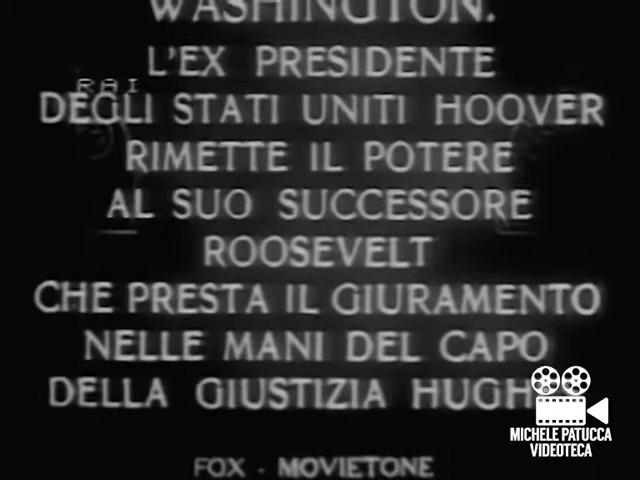 WASHINGTON.
L'EX PRESIDENTE
RAI
DEGLI STATI UNITI HOOVER
RIMETTE IL POTERE
AL SUO SUCCESSORE
ROOSEVELT
CHE PRESTA IL GIURAMENTO
NELLE MANI DEL CAPO
DELLA GIUSTIZIA
MICHELE PATUCCA
VIDEOTECA
FOX - MOVIETONE